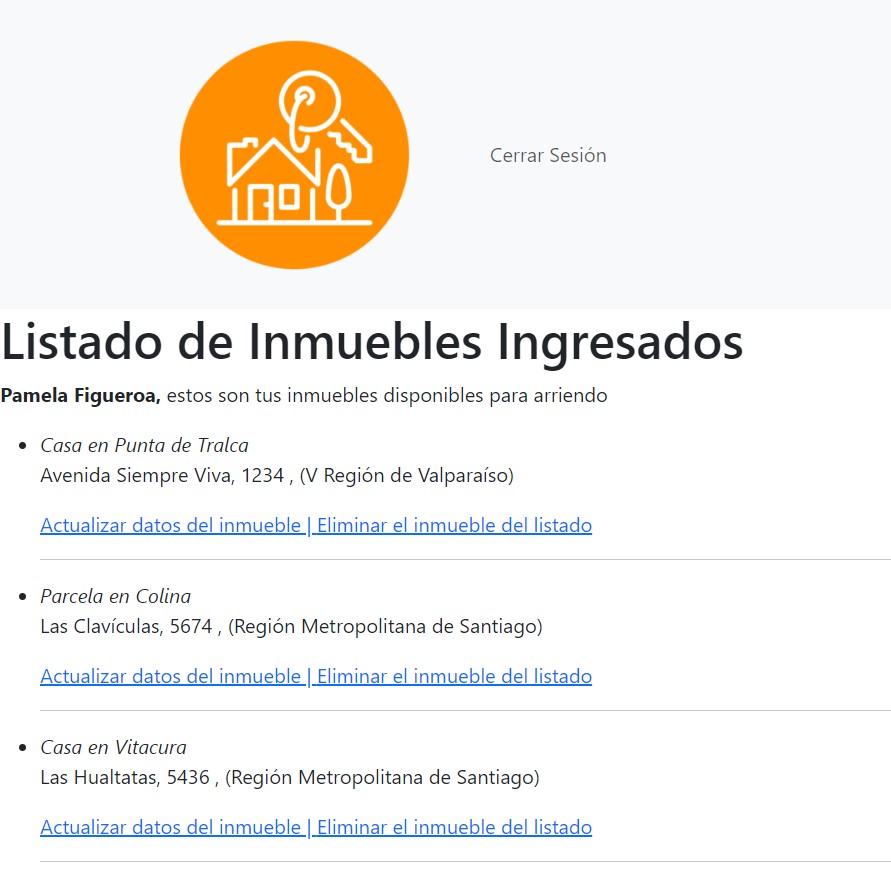 Cerrar Sesión
Listado de Inmuebles Ingresados
Pamela Figueroa, estos son tus inmuebles disponibles para arriendo
Casa en Punta de Tralca
Avenida Siempre Viva, 1234 , (V Región de Valparaíso)
Actualizar datos del inmueble | Eliminar el inmueble del listado
Parcela en Colina
Las Clavículas, 5674 , (Región Metropolitana de Santiago)
Actualizar datos del inmueble | Eliminar el inmueble del listado
Casa en Vitacura
Las Hualtatas, 5436 , (Región Metropolitana de Santiago)
Actualizar datos del inmueble | Eliminar el inmueble del listado